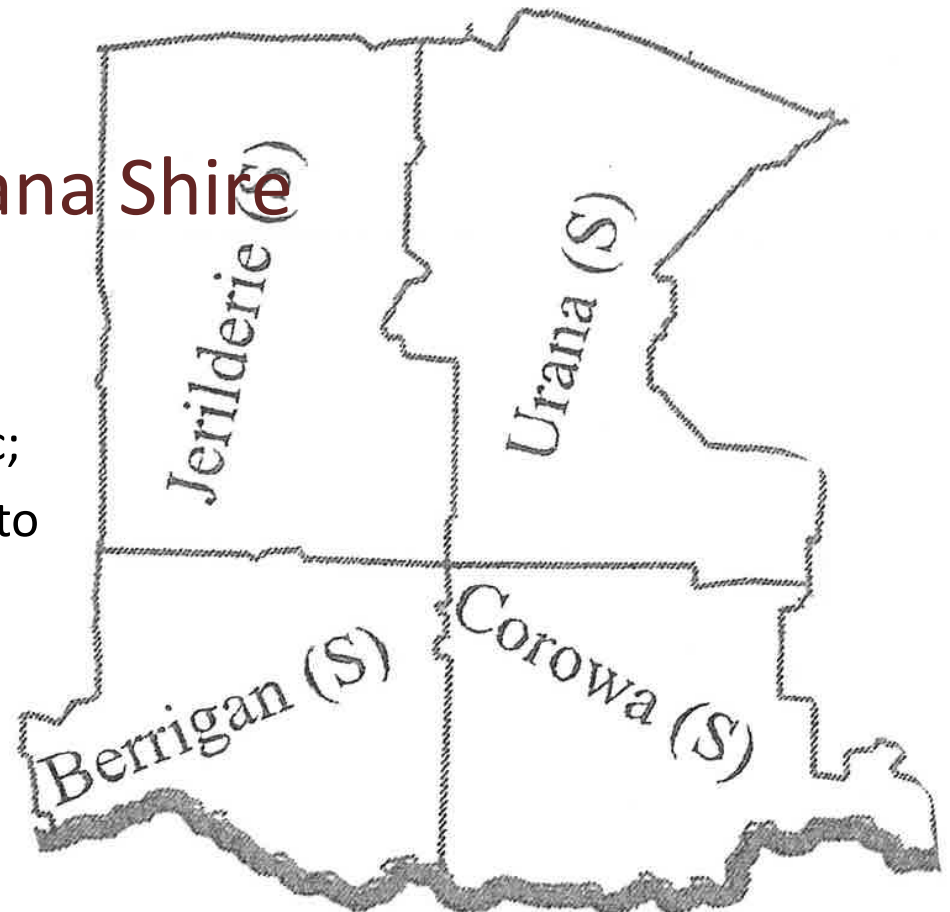 ana Shire
Jerilderie (S)
Urana (S)
;
to
Corowa (S)
Berrigan (S)